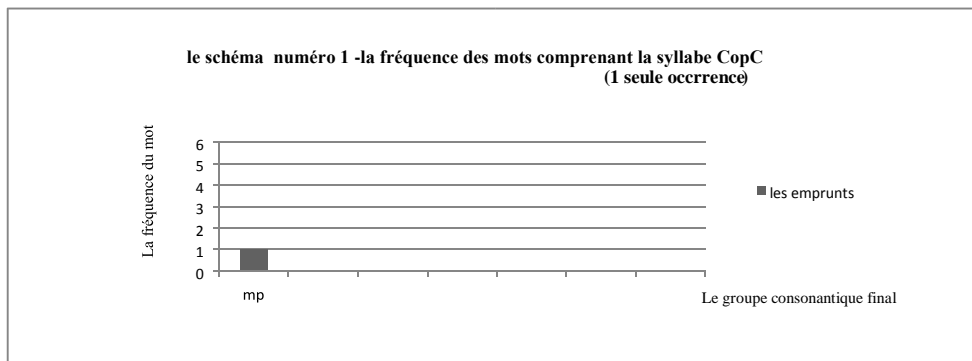 le schéma numéro 1 -la fréquence des mots comprenant la syllabe CopC
(1 seule occrrence)
La fréquence du mot
6
5
4
3
2
1
0
mp
les emprunts
Le groupe consonantique final